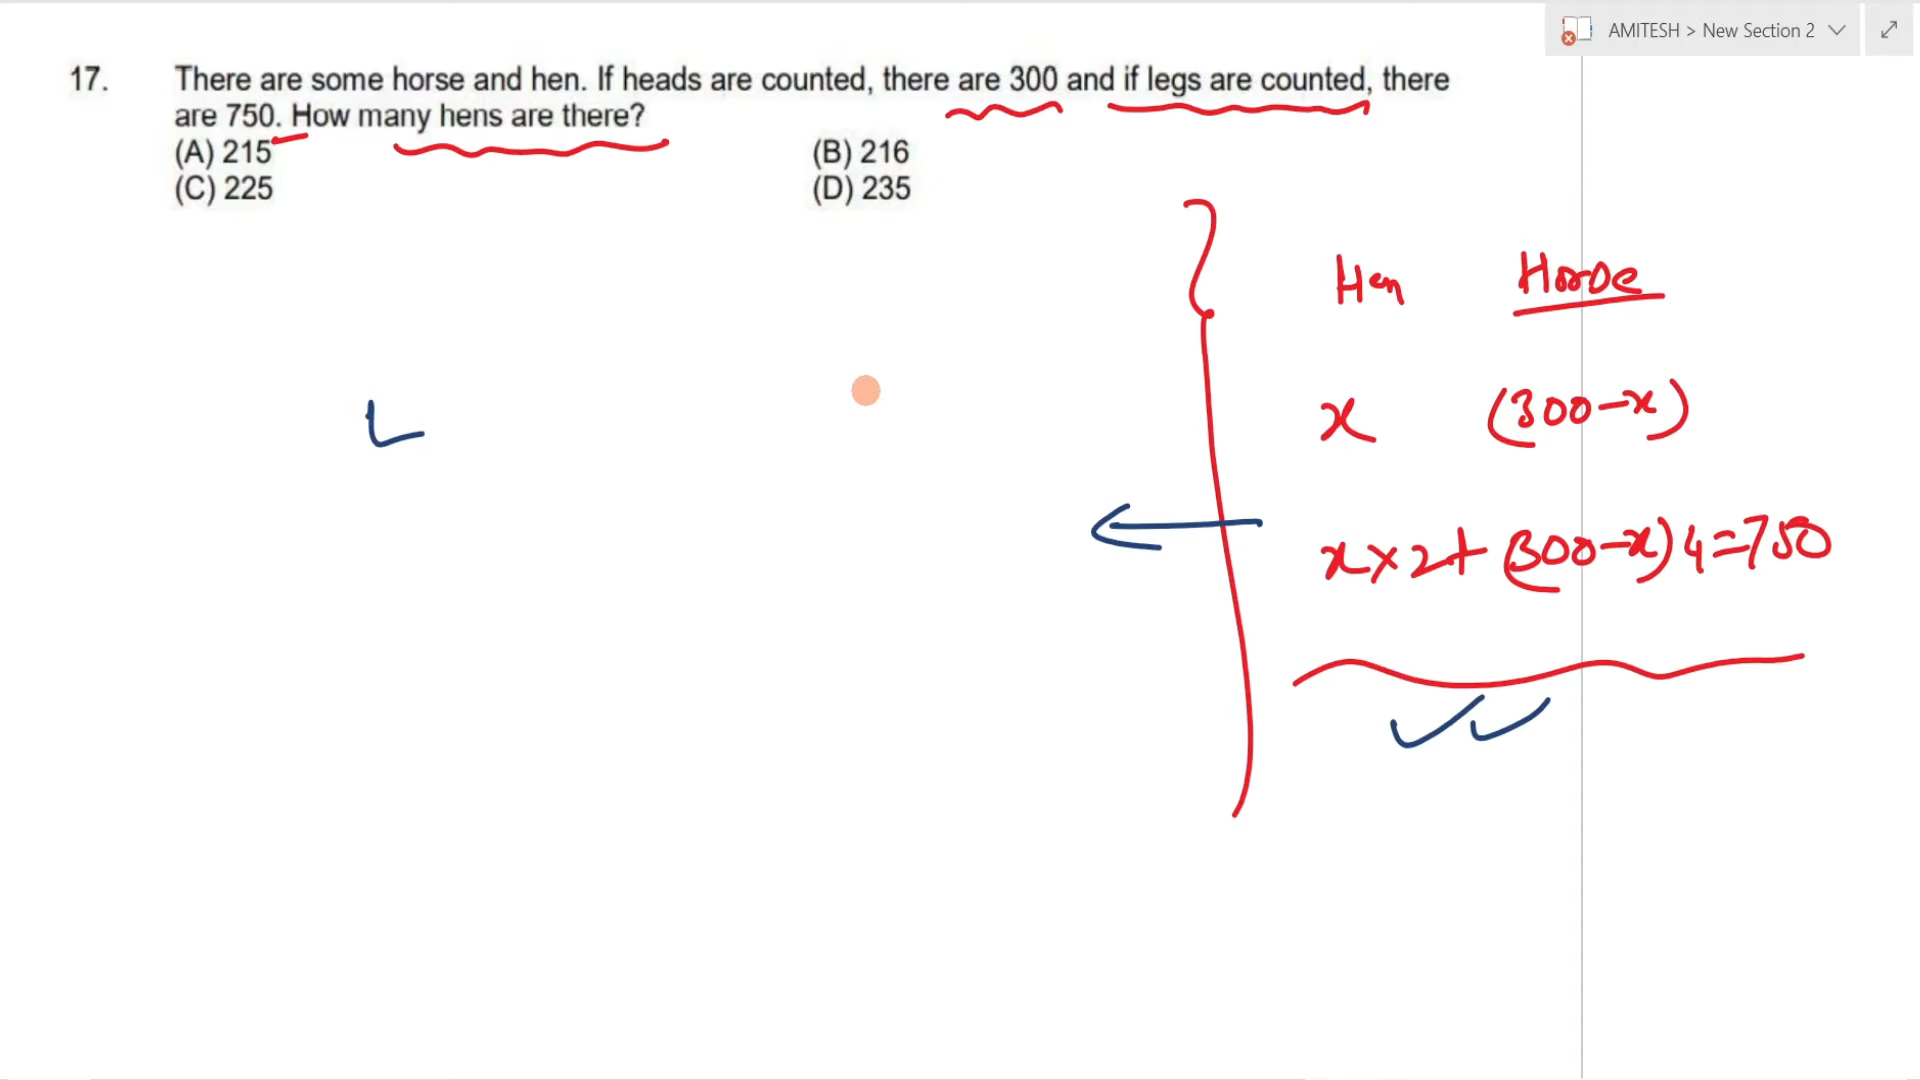 AMITESH > New Section 2
17. There are some horse and hen. If heads are counted, there are 300 and if legs are counted, there
are 750. How many hens are there?
(A) 215 (B) 216
(C) 225 (D) 235
Hen Horse
x (300-x)
x×2+(300-x)4=750
L